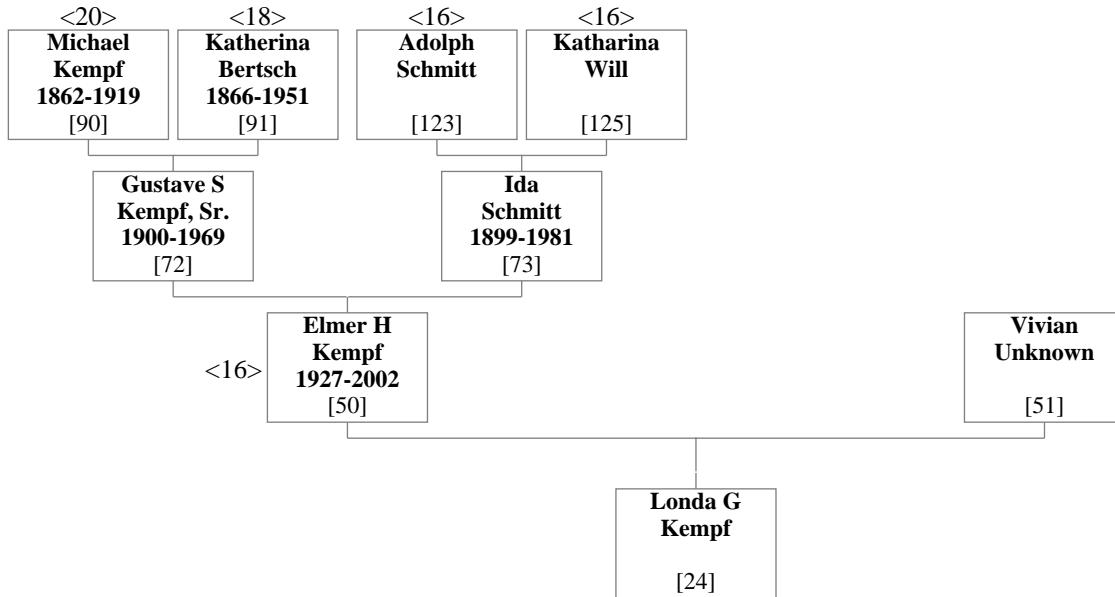 <20>
<18>
<16>
<16>
Michael
Kempf
1862-1919
[90]
Katherina
Bertsch
1866-1951
[91]
Adolph
Schmitt
[123]
Katharina
Will
[125]
Gustave S
Kempf, Sr.
1900-1969
[72]
Ida
Schmitt
1899-1981
[73]
<16>
Elmer H
Kempf
1927-2002
[50]
Vivian
Unknown
[51]
Londa G
Kempf
[24]